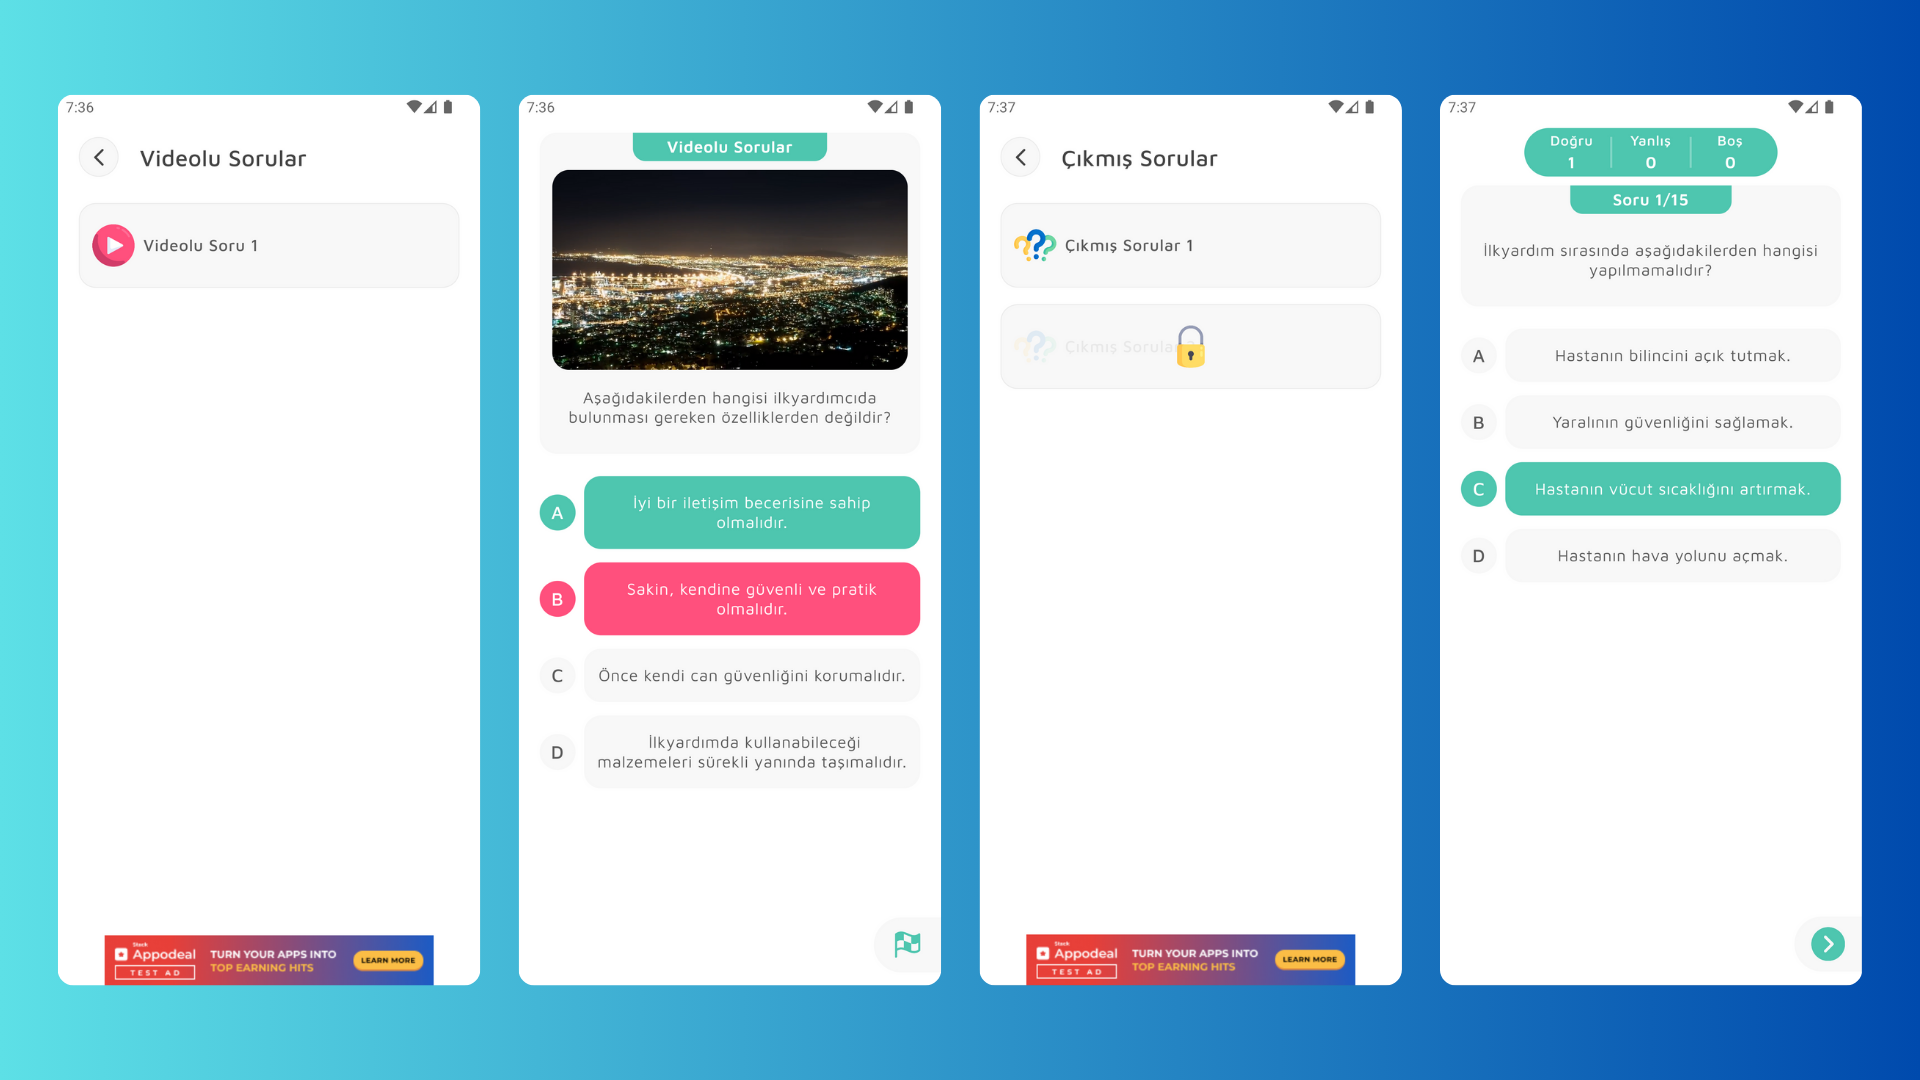 7:36
Videolu Sorular
Videolu Soru 1
Stack
Appodeal
TEST AD
TURN YOUR APPS INTO
TOP EARNING HITS
LEARN MORE
7:36
Videolu Sorular
Aşağıdakilerden hangisi ilkyardımcıda
bulunması gereken özelliklerden değildir?
A
İyi bir iletişim becerisine sahip
olmalıdır.
B
Sakin, kendine güvenli ve pratik
olmalıdır.
C
Önce kendi can güvenliğini korumalıdır.
D
İlkyardımda kullanabileceği
malzemeleri sürekli yanında taşımalıdır.
7:37
Çıkmış Sorular
Çıkmış Sorular 1
Çıkmış Sorula
Stack
Appodeal
TEST AD
TURN YOUR APPS INTO
TOP EARNING HITS
LEARN MORE
7:37
Doğru Yanlış Boş
1 0 0
Soru 1/15
İlkyardım sırasında aşağıdakilerden hangisi
yapılmamalıdır?
A
Hastanın bilincini açık tutmak.
B
Yaralının güvenliğini sağlamak.
C
Hastanın vücut sıcaklığını artırmak.
D
Hastanın hava yolunu açmak.